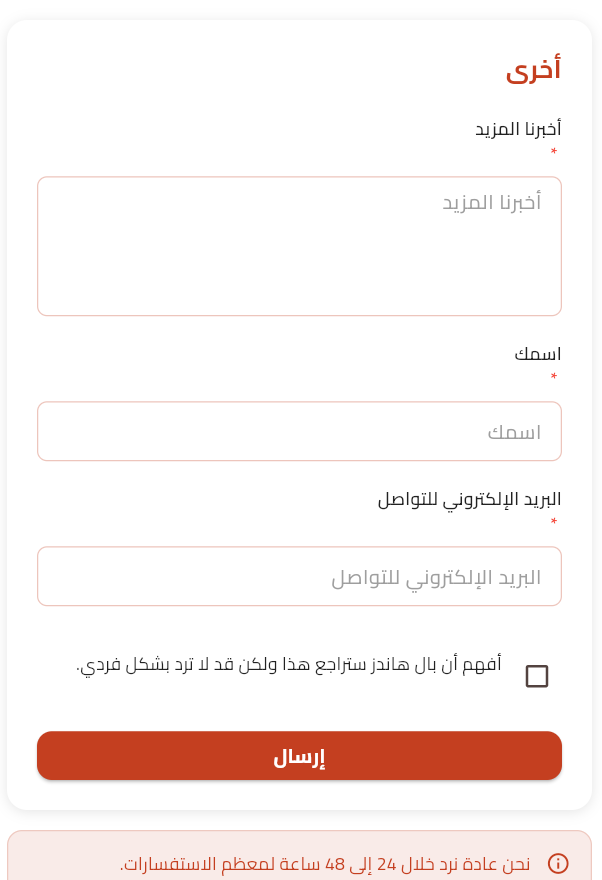 أخرى
أخبرنا المزيد
*
أخبرنا المزيد
اسمك
*
اسمك
البريد الإلكتروني للتواصل
*
البريد الإلكتروني للتواصل
أفهم أن بال هاندز ستراجع هذا ولكن قد لا ترد بشكل فردي.
إرسال
نحن عادة نرد خلال 24 إلى 48 ساعة لمعظم الاستفسارات.